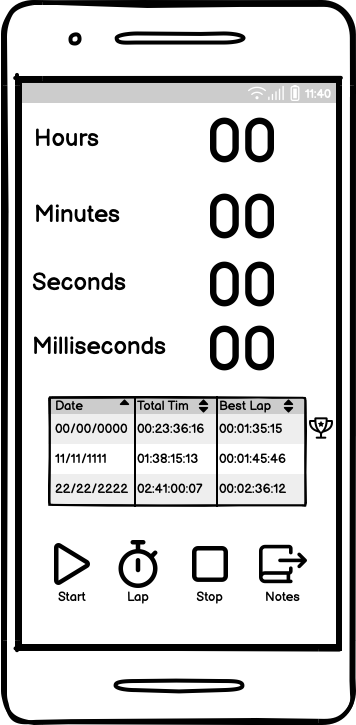 11:40
Hours 00
Minutes 00
Seconds 00
Milliseconds 00
Date Total Tim Best Lap
00/00/0000 00:23:36:16 00:01:35:15
11/11/1111 01:38:15:13 00:01:45:46
22/22/2222 02:41:00:07 00:02:36:12
Start Lap Stop Notes